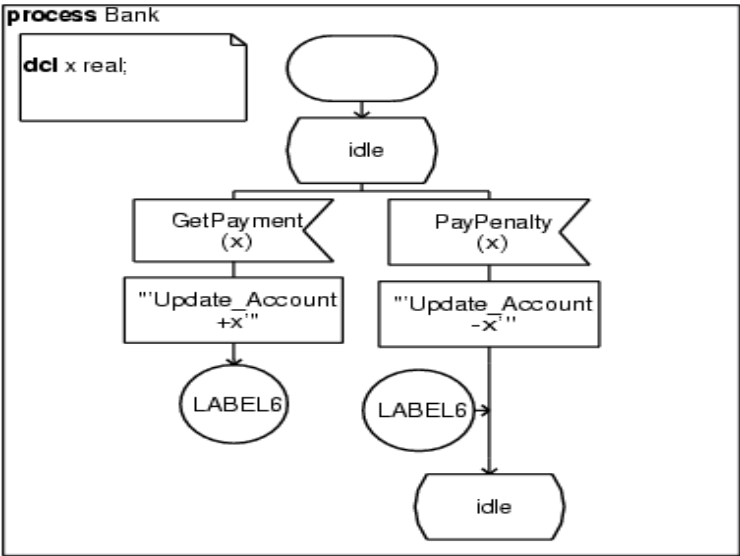 process Bank
dcl x real;
idle
GetPayment
(x)
PayPenalty
(x)
"'Update_Account
+x'"
"'Update_Account
-x'"
LABEL6
LABEL6
idle